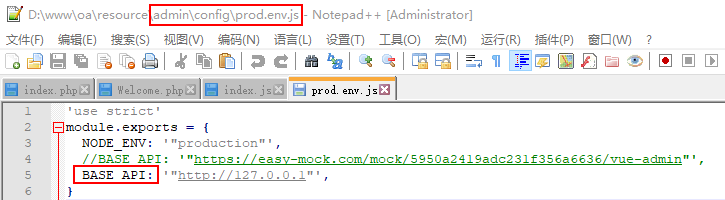 D:\www\oa\resource\admin\config\prod.env.js - Notepad++ [Administrator]
文件(F) 编辑(E) 搜索(S) 视图(V) 编码(N) 语言(L) 设置(T) 工具(O) 宏(M) 运行(R) 插件(P) 窗口(W) ?
index.php Welcome.php index.js prod.env.js
1 'use strict'
2 module.exports = {
3 NODE_ENV: '"production"',
4 //BASE_API: '"https://easy-mock.com/mock/5950a2419adc231f356a6636/vue-admin"',
5 BASE_API: '"http://127.0.0.1"',
6 }